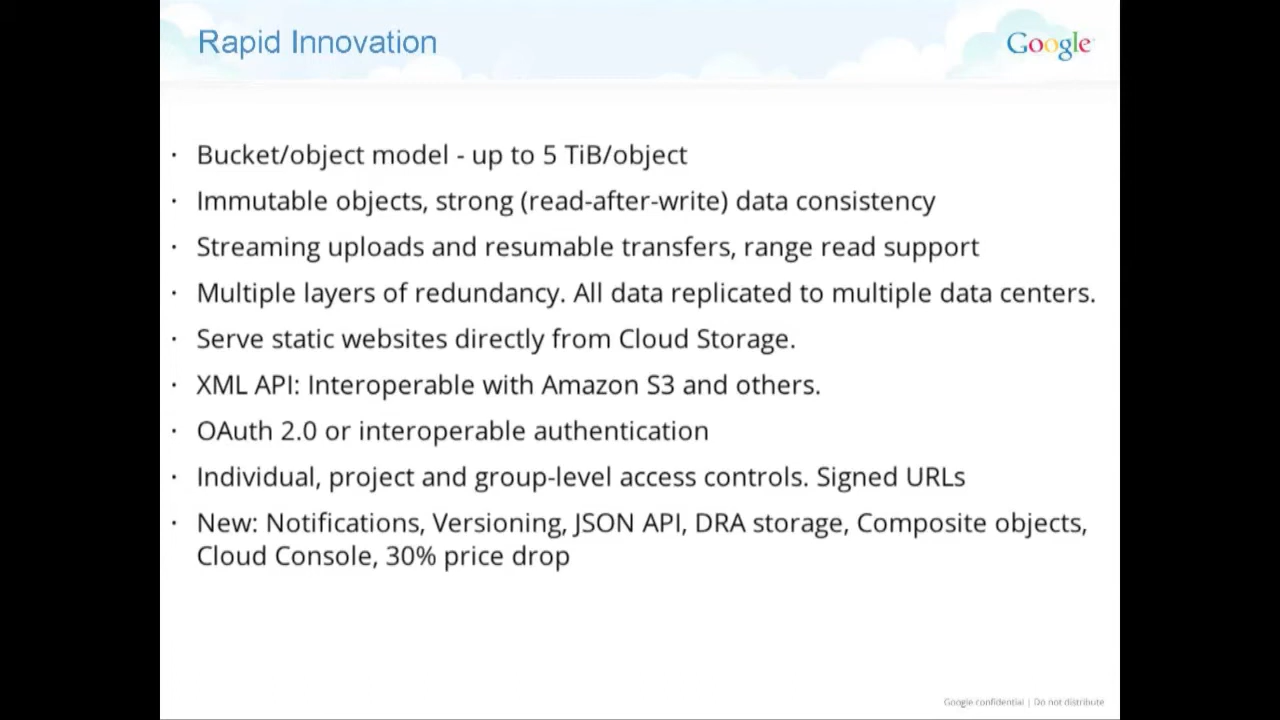 Rapid Innovation
Google
· Bucket/object model - up to 5 TiB/object
· Immutable objects, strong (read-after-write) data consistency
· Streaming uploads and resumable transfers, range read support
· Multiple layers of redundancy. All data replicated to multiple data centers.
· Serve static websites directly from Cloud Storage.
· XML API: Interoperable with Amazon S3 and others.
· OAuth 2.0 or interoperable authentication
· Individual, project and group-level access controls. Signed URLs
· New: Notifications, Versioning, JSON API, DRA storage, Composite objects,
Cloud Console, 30% price drop
Google confidential | Do not distribute